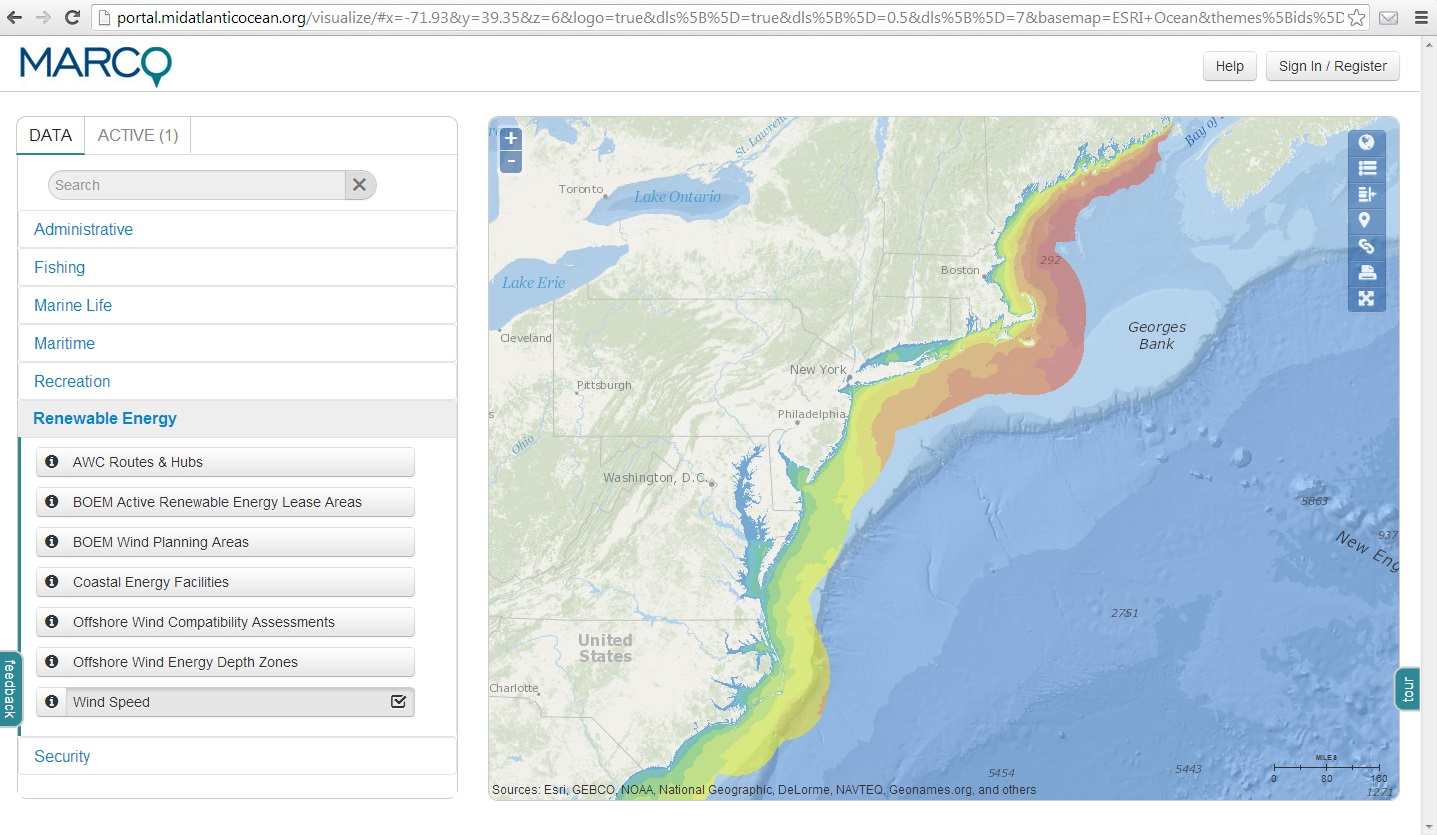 portal.midatlanticocean.org/visualize/#x=-71.93&y=39.35&z=6&logo=true&dls%5B%5D=true&dls%5B%5D=0.5&dls%5B%5D=7&basemap=ESRI+Ocean&themes%5Bids%5D
MARCO
Help
Sign In / Register
DATA
ACTIVE (1)
Search
Administrative
Fishing
Marine Life
Maritime
Recreation
Renewable Energy
AWC Routes & Hubs
BOEM Active Renewable Energy Lease Areas
BOEM Wind Planning Areas
Coastal Energy Facilities
Offshore Wind Compatibility Assessments
Offshore Wind Energy Depth Zones
Wind Speed
Security
feedback
tour
+
-
St. Lawrence
Bay of
Toronto
Lake Ontario
Boston
292
Lake Erie
Georges
Bank
Cleveland
New York
Pittsburgh
s
Philadelphia
Ohio
Washington, D.C.
5863
937
New Eng
2751
United
States
Charlotte
5454
5443
MILES
0 80 160
1271
Sources: Esri, GEBCO, NOAA, National Geographic, DeLorme, NAVTEQ, Geonames.org, and others